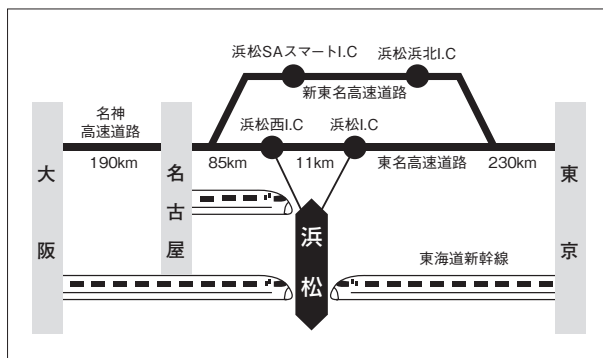 浜松SAスマートI.C
浜松浜北I.C
新東名高速道路
名神
高速道路
浜松西I.C
浜松I.C
190km
85km
11km
東名高速道路
230km
大阪
名古屋
浜松
東京
東海道新幹線